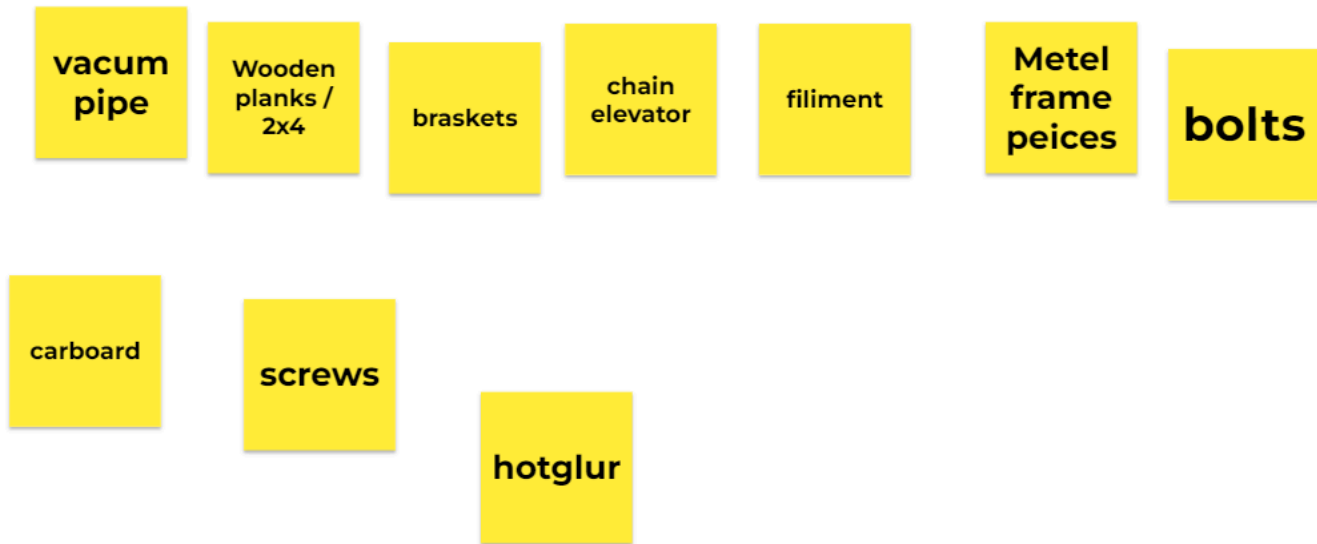 vacum
pipe
Wooden
planks /
2x4
braskets
chain
elevator
filiment
Metel
frame
peices
bolts
carboard
screws
hotglur